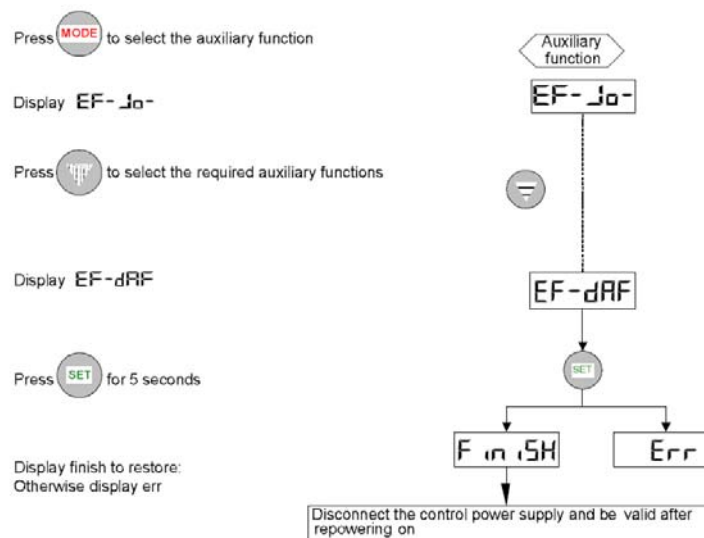 Press MODE to select the auxiliary function
Display EF-Jo-
Press to select the required auxiliary functions
Display EF-dAF
Press SET for 5 seconds
Display finish to restore:
Otherwise display err
Auxiliary
function
EF-Jo-
EF-dAF
SET
FiniSH
Err
Disconnect the control power supply and be valid after
repowering on